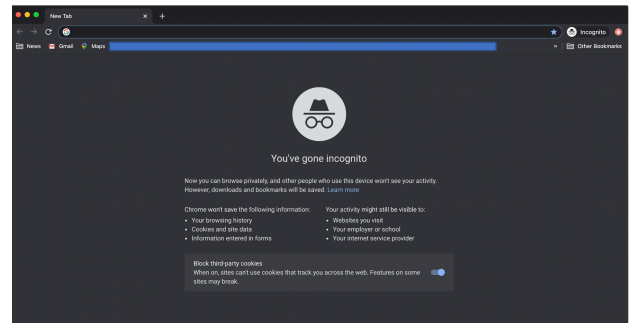 New Tab
Incognito
News Gmail Maps
» Other Bookmarks
You've gone incognito
Now you can browse privately, and other people who use this device won't see your activity.
However, downloads and bookmarks will be saved. Learn more
Chrome won't save the following information:
• Your browsing history
• Cookies and site data
• Information entered in forms
Your activity might still be visible to:
• Websites you visit
• Your employer or school
• Your internet service provider
Block third-party cookies
When on, sites can't use cookies that track you across the web. Features on some
sites may break.